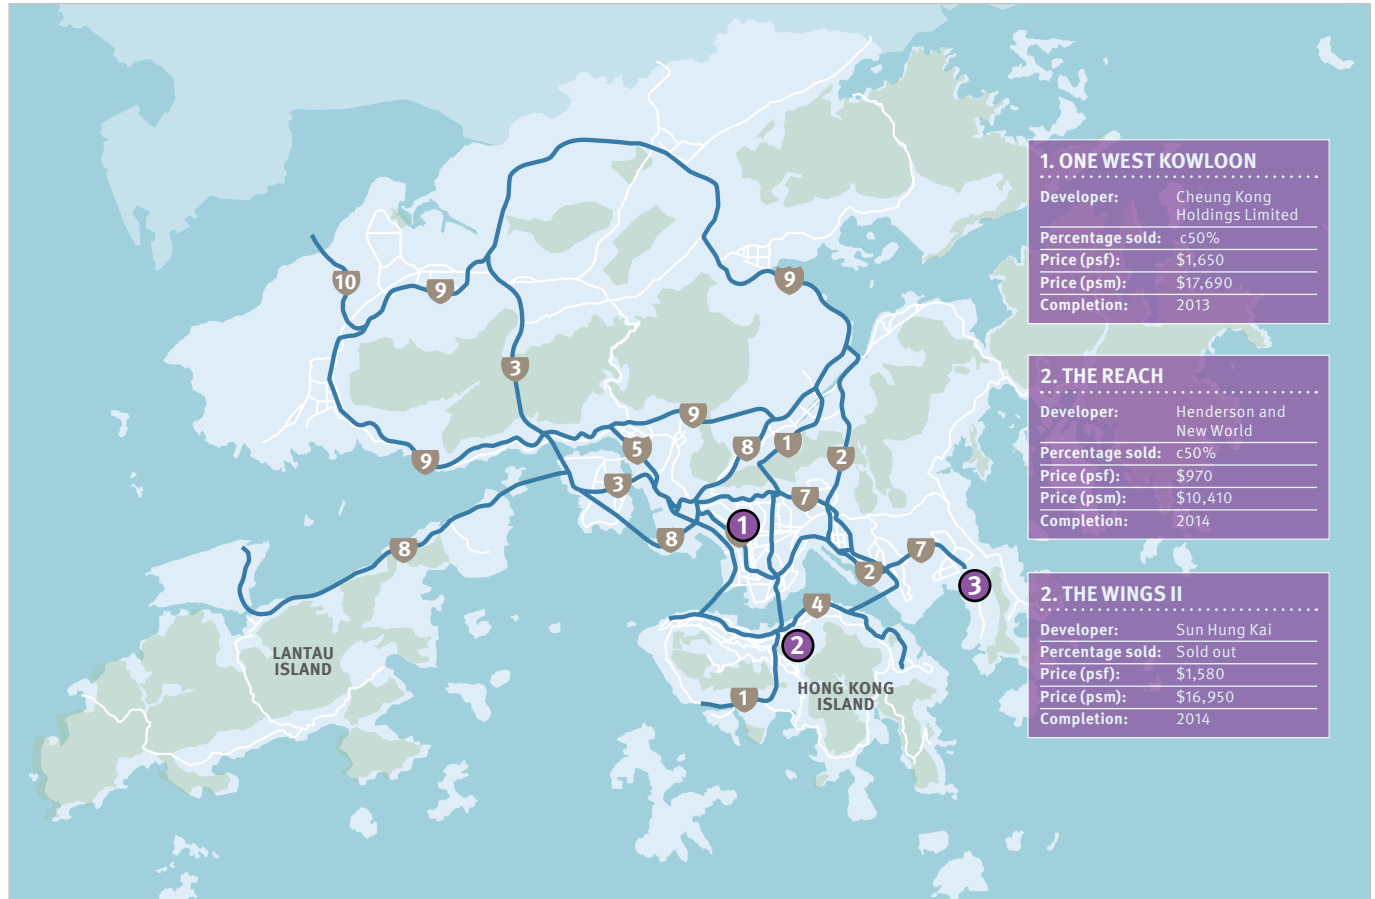 1. ONE WEST KOWLOON
Developer: Cheung Kong
Holdings Limited
Percentage sold: c50%
Price (psf): $1,650
Price (psm): $17,690
Completion: 2013
2. THE REACH
Developer: Henderson and
New World
Percentage sold: c50%
Price (psf): $970
Price (psm): $10,410
Completion: 2014
2. THE WINGS II
Developer: Sun Hung Kai
Percentage sold: Sold out
Price (psf): $1,580
Price (psm): $16,950
Completion: 2014
10
9
9
3
9
9
5
8
1
2
3
7
1
8
8
7
2
3
4
2
1
LANTAU
ISLAND
HONG KONG
ISLAND